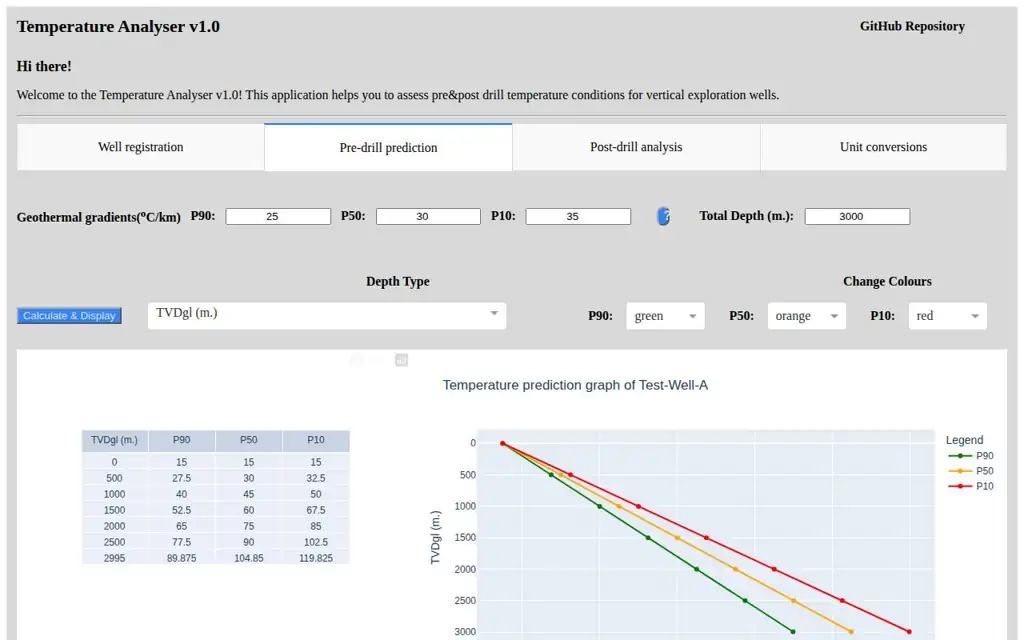 Temperature Analyser v1.0
GitHub Repository
Hi there!
Welcome to the Temperature Analyser v1.0! This application helps you to assess pre&post drill temperature conditions for vertical exploration wells.
Well registration
Pre-drill prediction
Post-drill analysis
Unit conversions
Geothermal gradients(°C/km) P90: 25 P50: 30 P10: 35 ? Total Depth (m.): 3000
Depth Type
Change Colours
Calculate & Display TVDgl (m.) P90: green P50: orange P10: red
Temperature prediction graph of Test-Well-A
TVDgl (m.) P90 P50 P10
0 15 15 15
500 27.5 30 32.5
1000 40 45 50
1500 52.5 60 67.5
2000 65 75 85
2500 77.5 90 102.5
2995 89.875 104.85 119.825
TVDgl (m.)
0
500
1000
1500
2000
2500
3000
Legend
P90
P50
P10